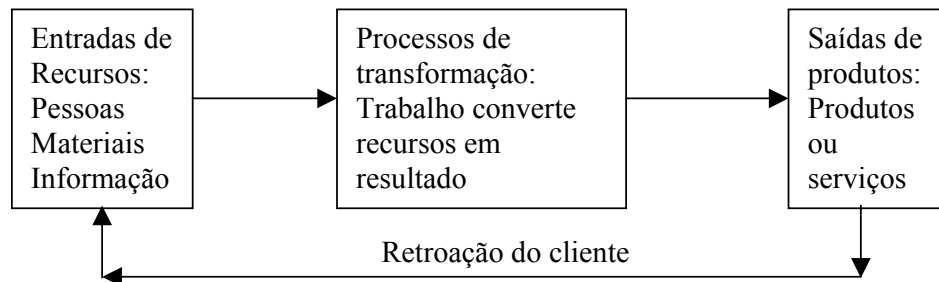 Entradas de
Recursos:
Pessoas
Materiais
Informação
Processos de
transformação:
Trabalho converte
recursos em
resultado
Saídas de
produtos:
Produtos
ou
serviços
Retroação do cliente